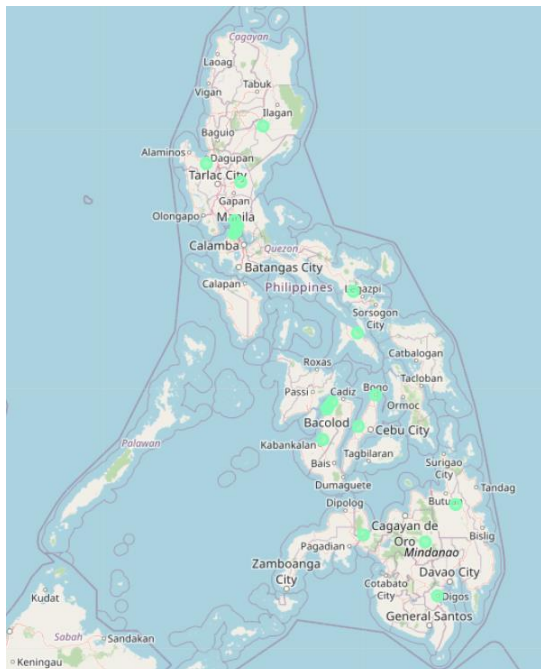 Cagayan
Laoag
Vigan
Tabuk
Ilagan
Baguio
Alaminos
Dagupan
Tarlac City
Gapan
Olongapo
Manila
Calamba
Quezon
Batangas City
Calapan
Philippines
Sorsogon
City
Catbalogan
Roxas
Tacloban
Passi
Cadiz
Bogo
Ormoc
Bacolod
Cebu City
Kabankalan
Palawan
Bais
Tagbilaran
Surigao
City
Dumaguete
Tandag
Dipolog
Cagayan de
Oro
Bislig
Pagadian
Mindanao
Zamboanga
City
Davao City
Cotabato
City
Digos
General Santos
Kudat
Sabah
Sandakan
Keningau